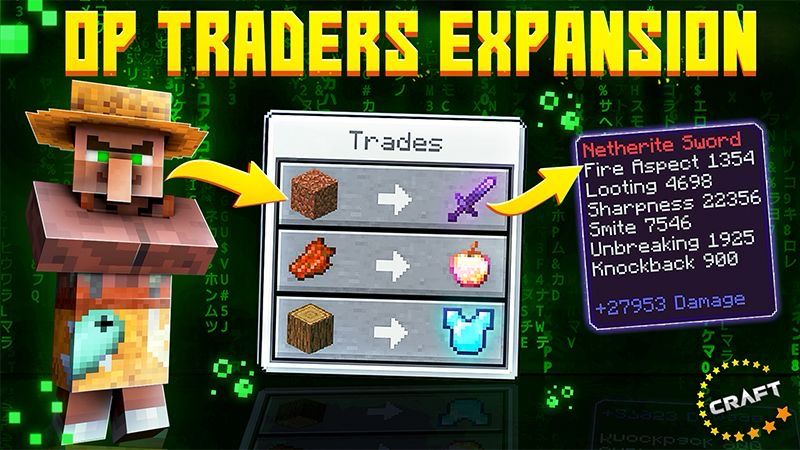 OP TRADERS EXPANSION
Trades
Netherite Sword
Fire Aspect 1354
Looting 4698
Sharpness 22356
Smite 7546
Unbreaking 1925
Knockback 900
+27953 Damage
CRAFT